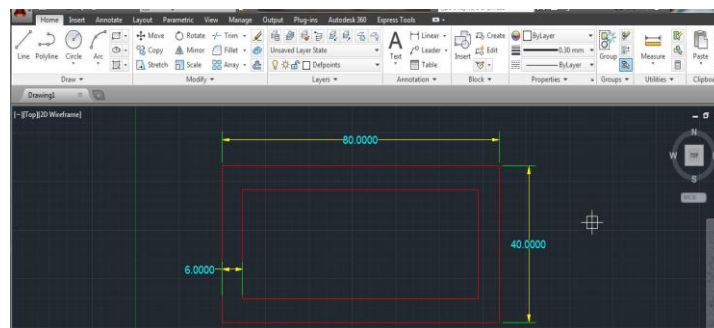 Home Insert Annotate Layout Parametric View Manage Output Plug-ins Autodesk 360 Express Tools
Move Rotate Trim
Copy Mirror Fillet
Stretch Scale Array
Line Polyline Circle Arc
Unsaved Layer State
Defpoints
Text
Linear
Leader
Table
Insert
Create
Edit
ByLayer
0.30 mm
ByLayer
Group
Measure
Paste
Draw Modify Layers Annotation Block Properties Groups Utilities Clipboa
Drawing1
[-][Top][2D Wireframe]
80.0000
40.0000
6.0000
N
W TOP
S
WCS